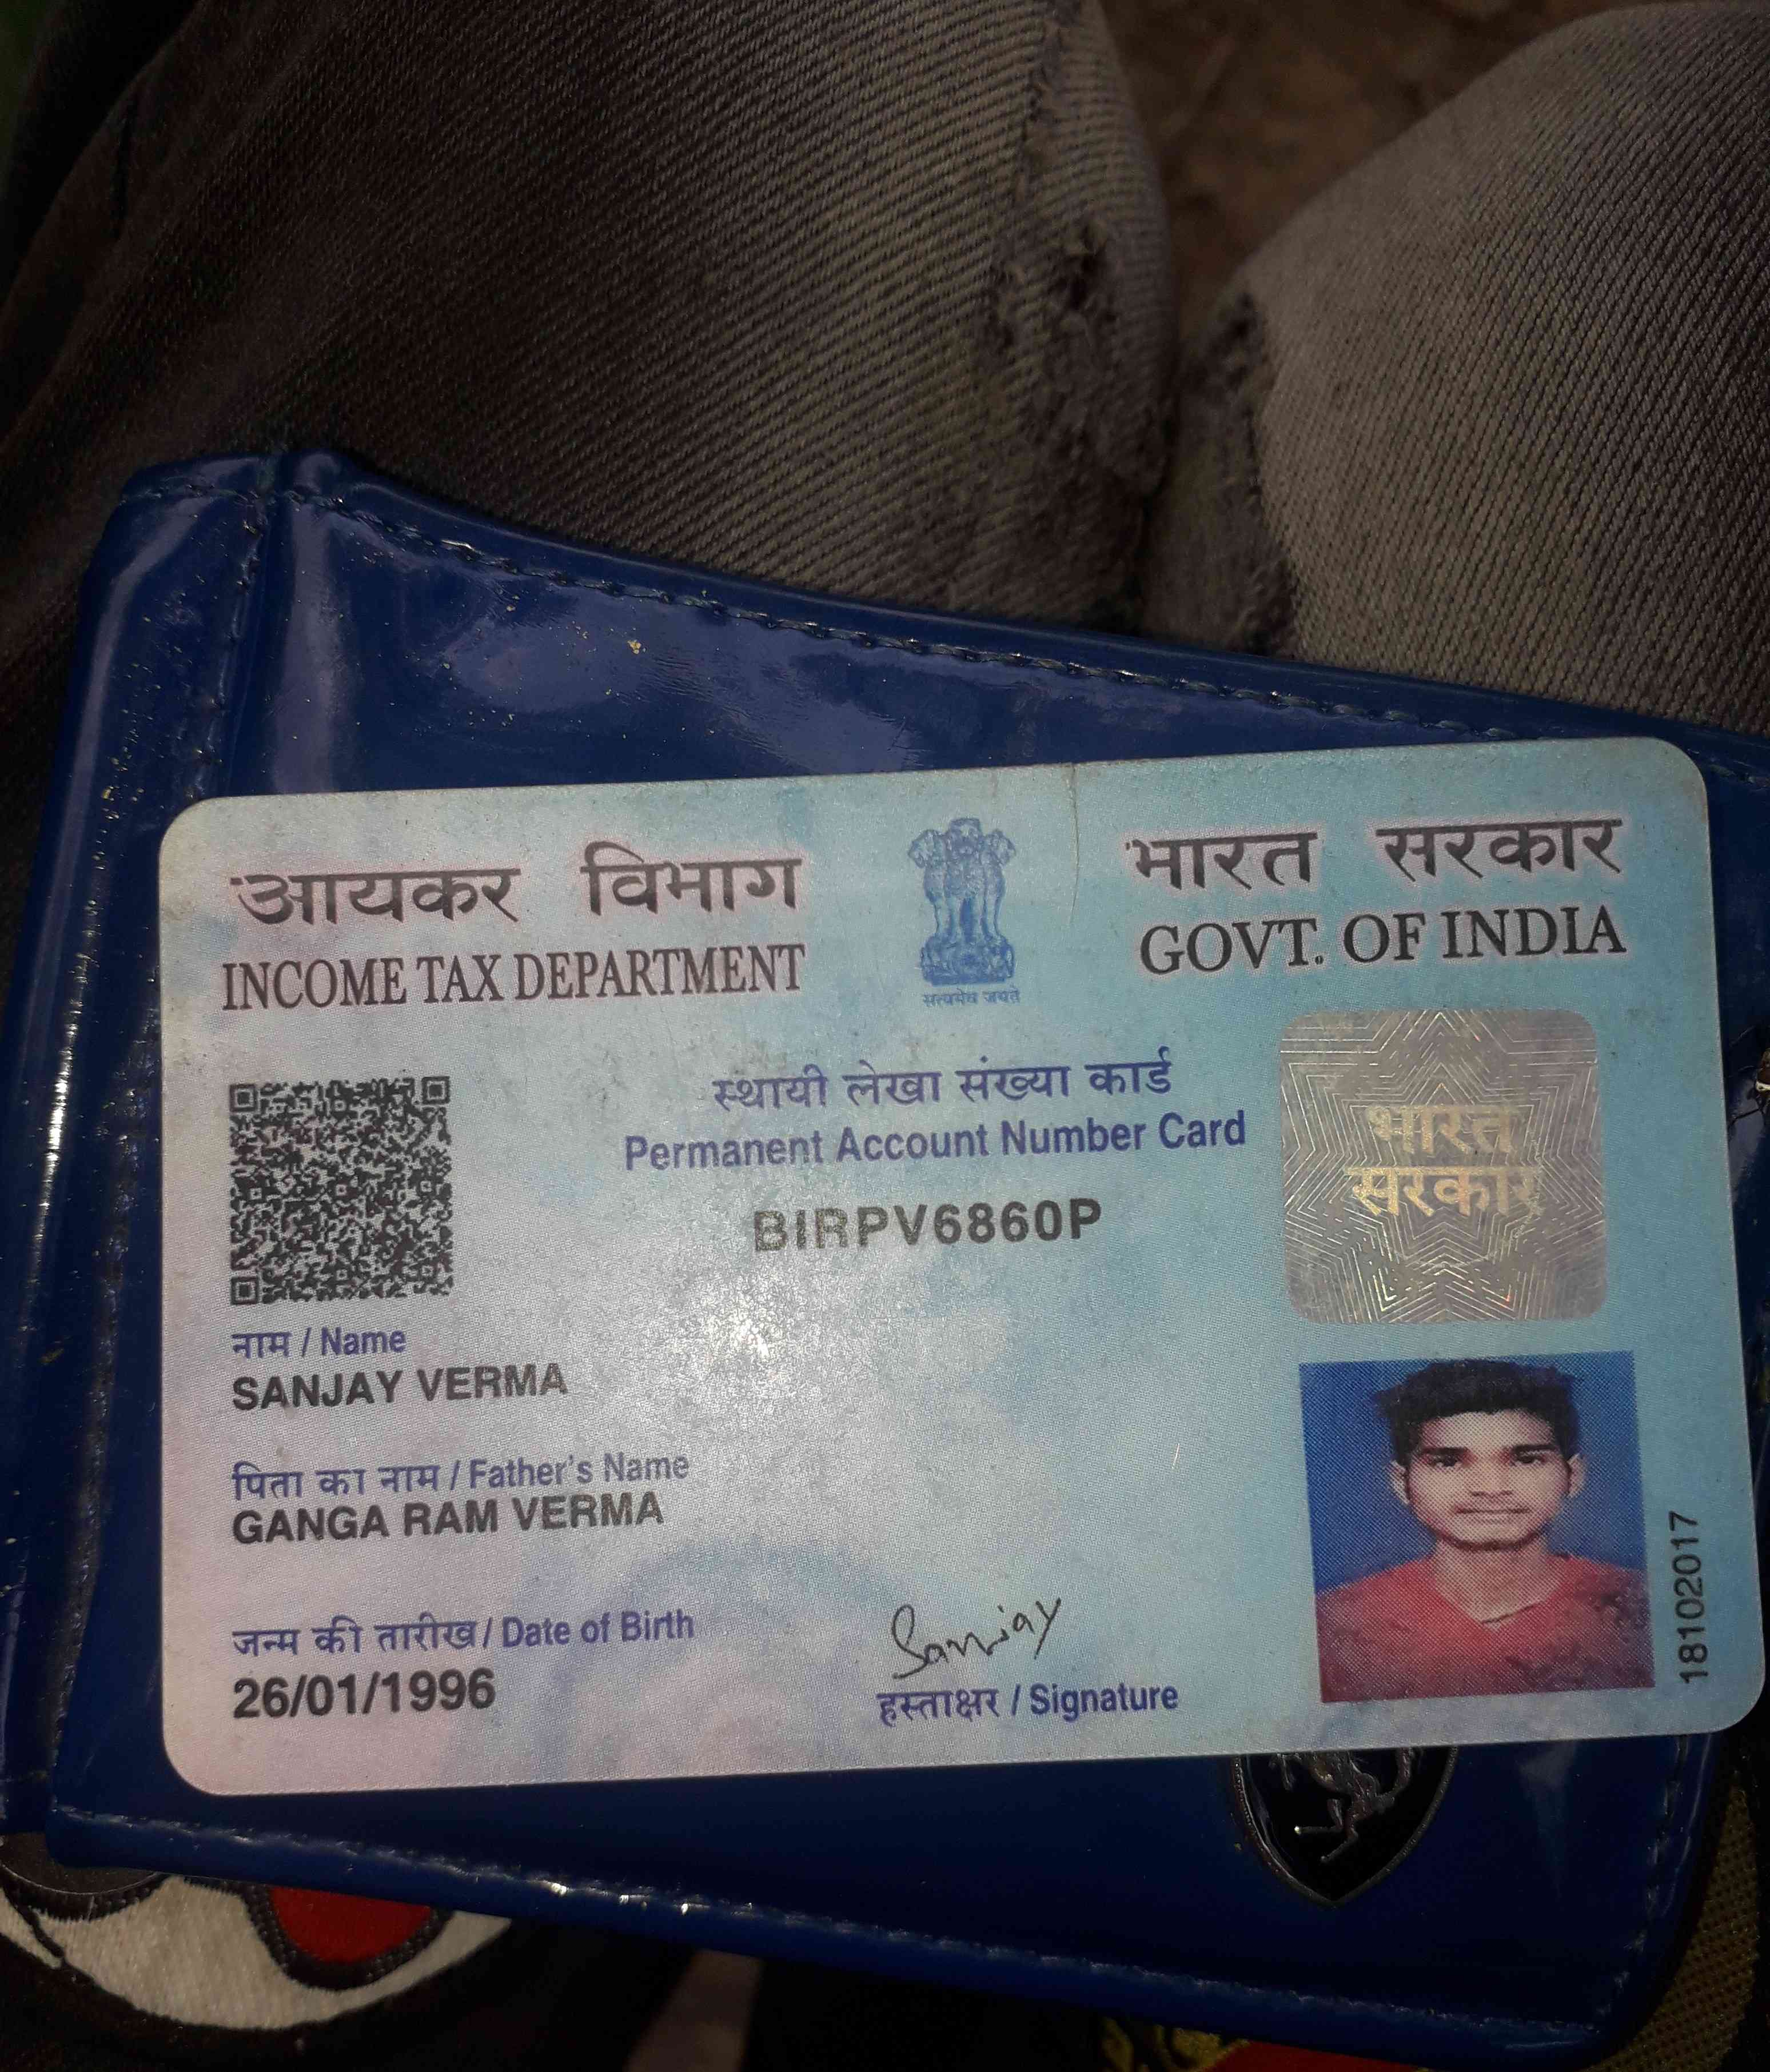 आयकर विभाग
INCOME TAX DEPARTMENT
सत्यमेव जयते
भारत सरकार
GOVT. OF INDIA
स्थायी लेखा संख्या कार्ड
Permanent Account Number Card
BIRPV6860P
भारत
सरकार
नाम / Name
SANJAY VERMA
पिता का नाम / Father's Name
GANGA RAM VERMA
जन्म की तारीख / Date of Birth
26/01/1996
Sanjay
हस्ताक्षर / Signature
18102017